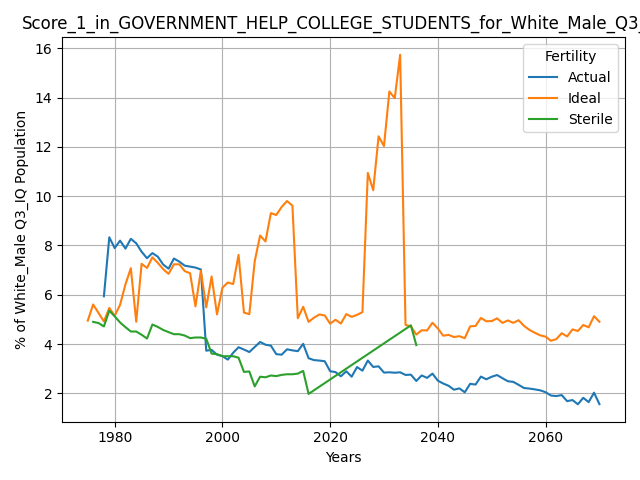 Score_1_in_GOVERNMENT_HELP_COLLEGE_STUDENTS_for_White_Male_Q3_
Fertility
Actual
Ideal
Sterile
16
14
12
10
8
6
4
2
% of White_Male Q3_IQ Population
1980
2000
2020
2040
2060
Years